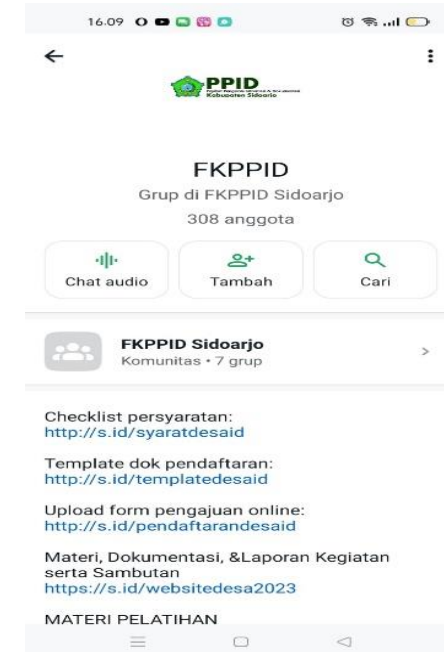 16.09
PPID
Kabupaten Sidoarjo
FKPPID
Grup di FKPPID Sidoarjo
308 anggota
Chat audio
Tambah
Cari
FKPPID Sidoarjo
Komunitas • 7 grup
Checklist persyaratan:
http://s.id/syaratdesaid
Template dok pendaftaran:
http://s.id/templatedesaid
Upload form pengajuan online:
http://s.id/pendaftarandesaid
Materi, Dokumentasi, &Laporan Kegiatan
serta Sambutan
https://s.id/websitedesa2023
MATERI PELATIHAN